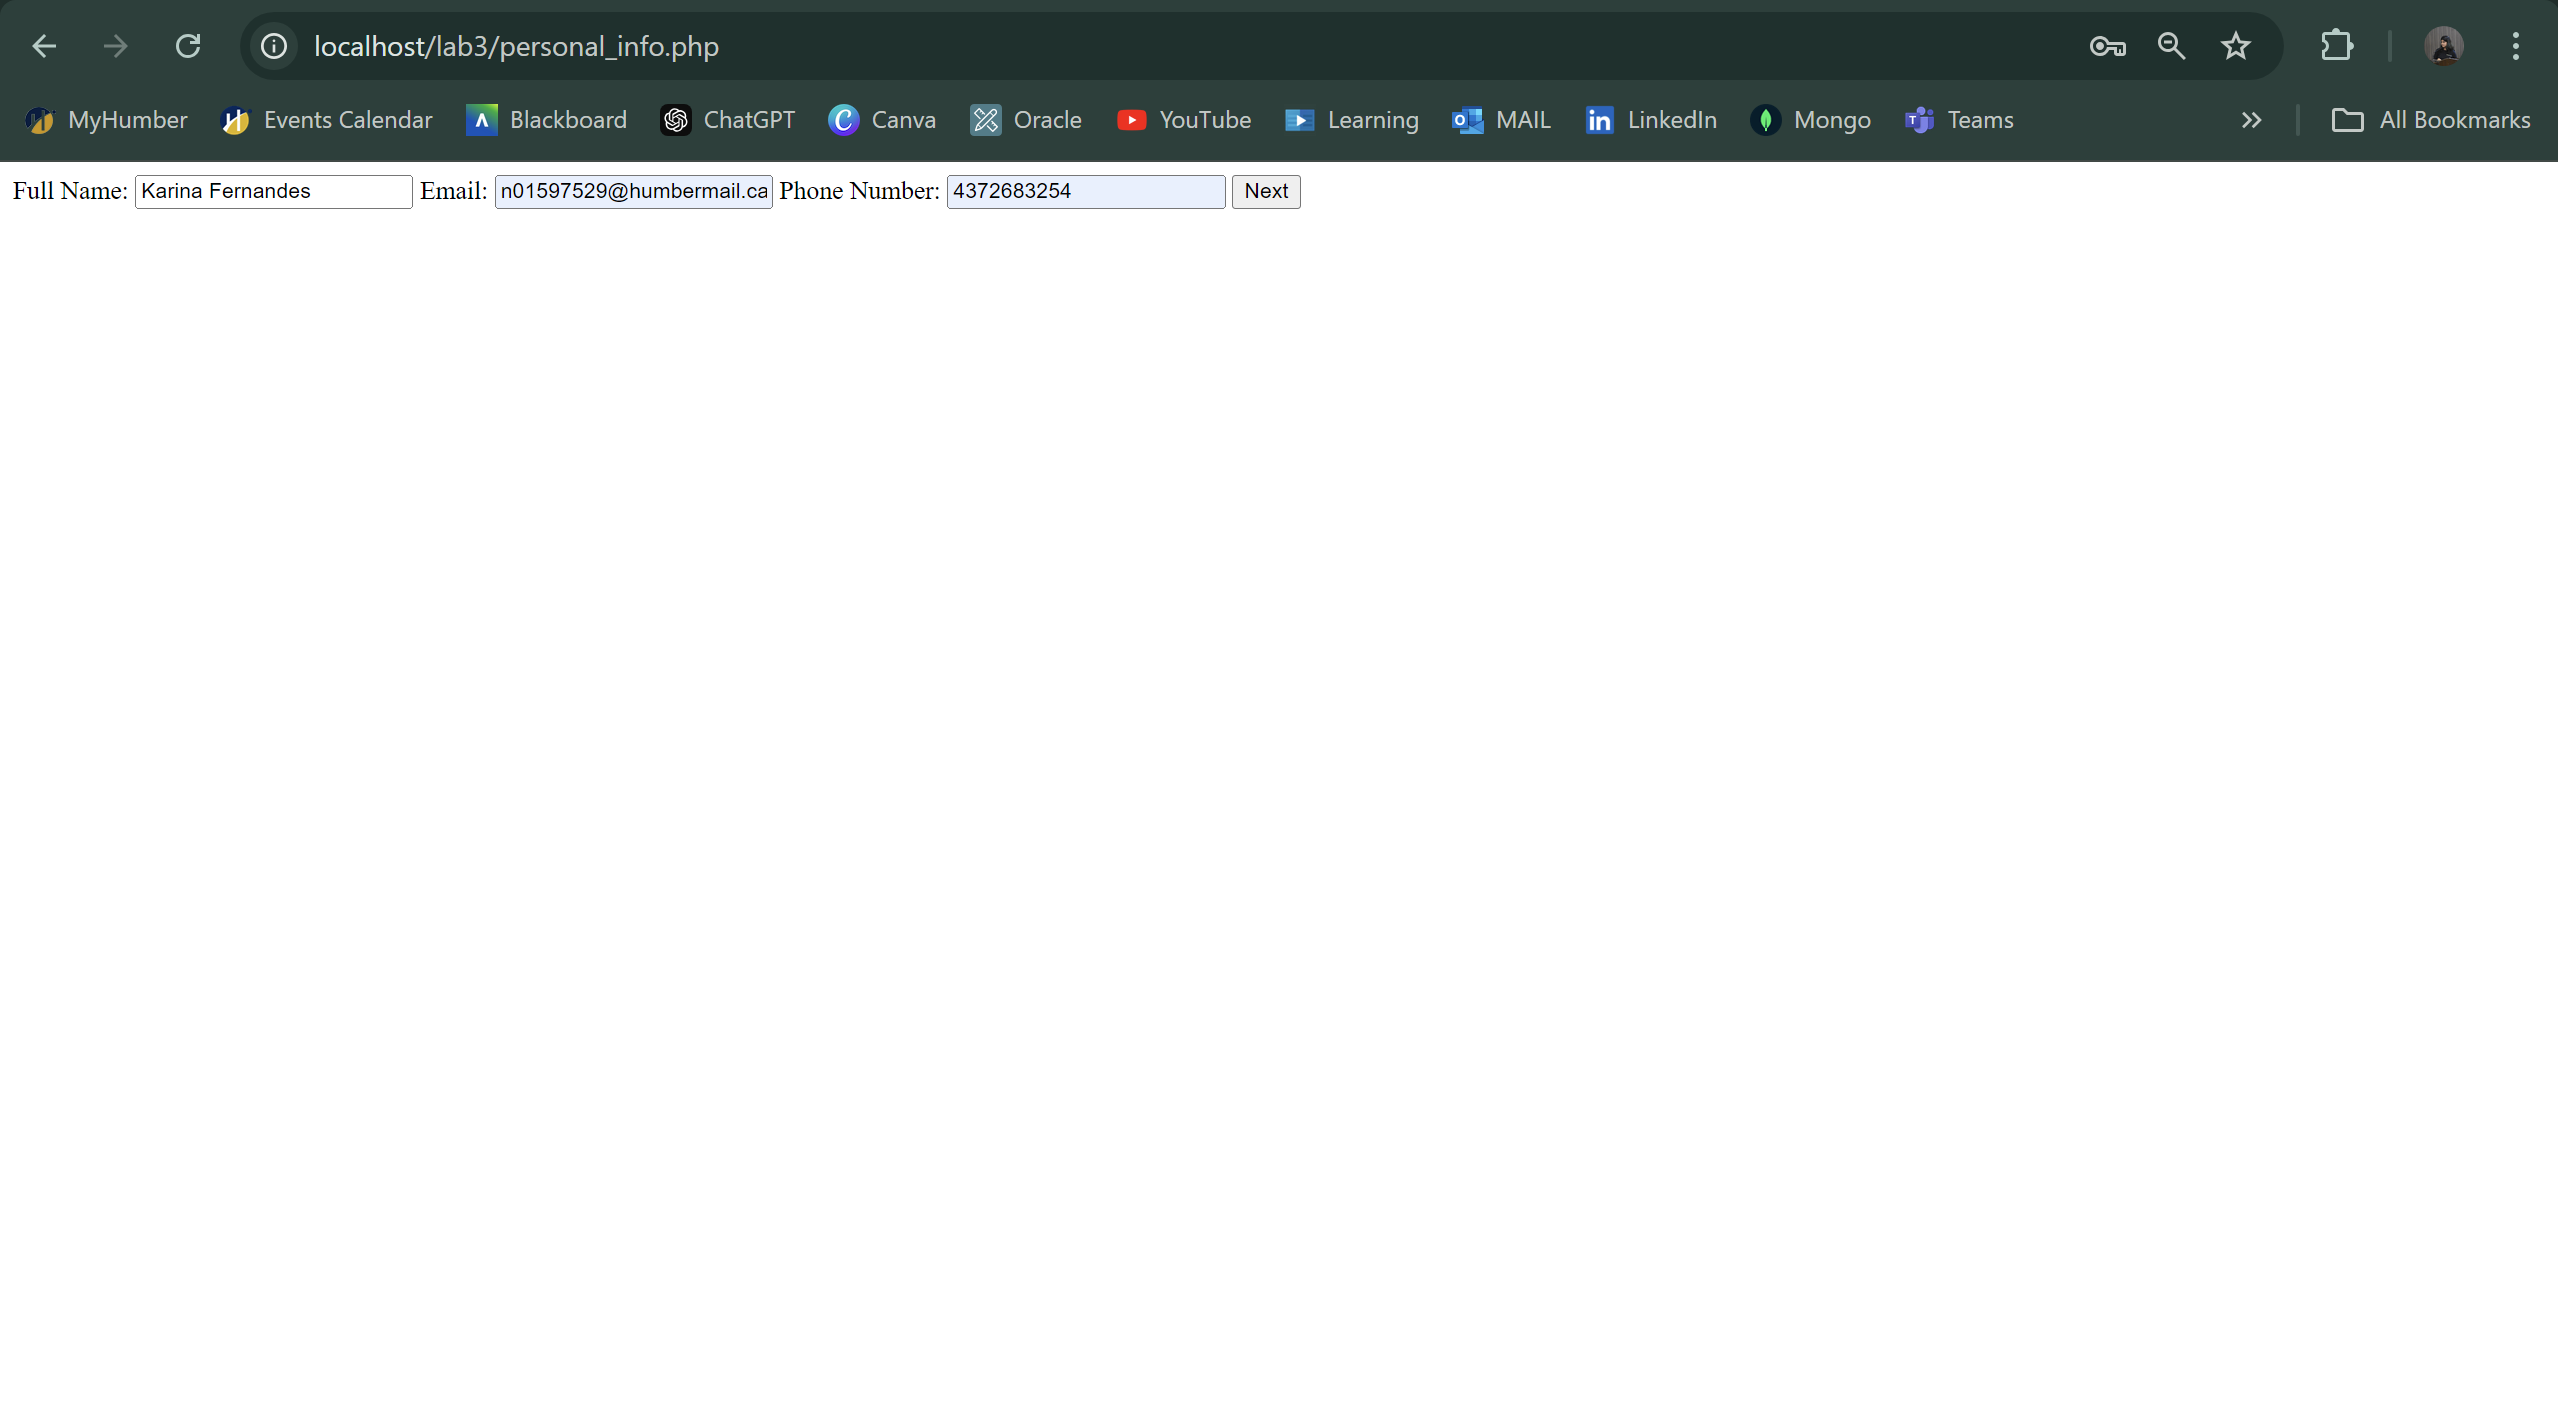 localhost/lab3/personal_info.php
MyHumber Events Calendar Blackboard ChatGPT Canva Oracle YouTube Learning MAIL LinkedIn Mongo Teams All Bookmarks
Full Name: Karina Fernandes Email: n01597529@humbermail.ca Phone Number: 4372683254 Next